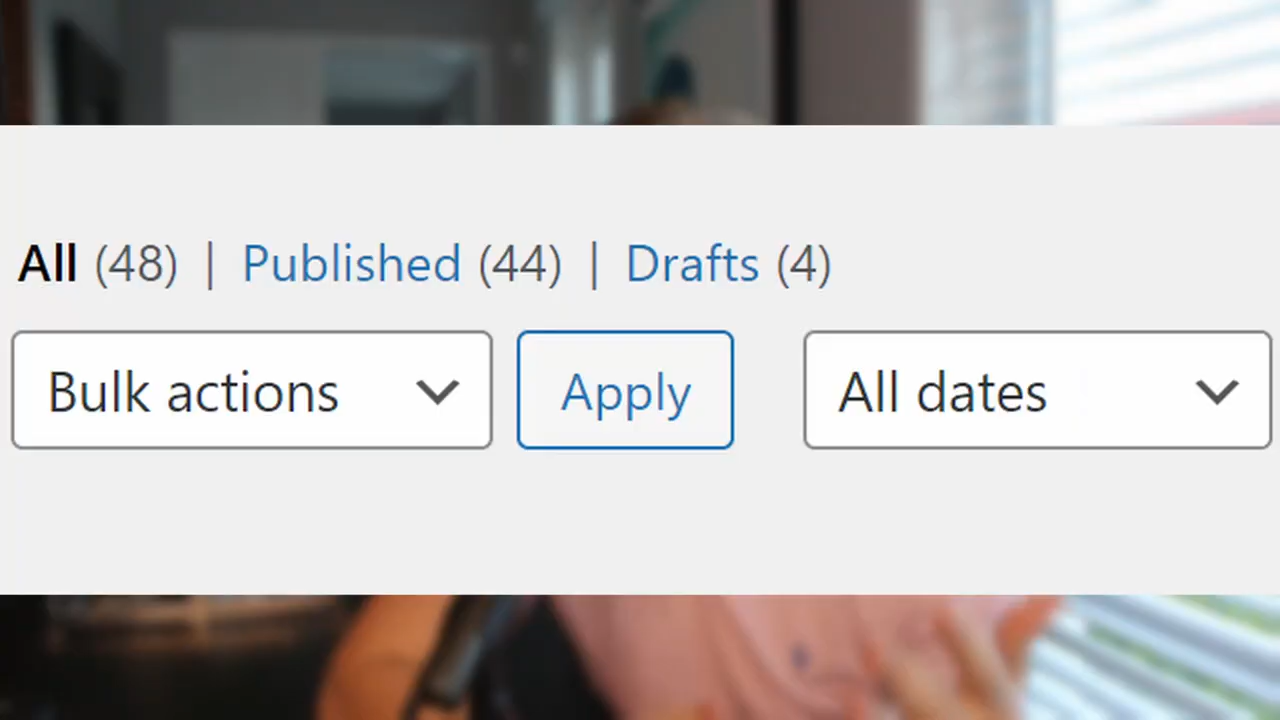 All (48) | Published (44) | Drafts (4)
Bulk actions Apply All dates